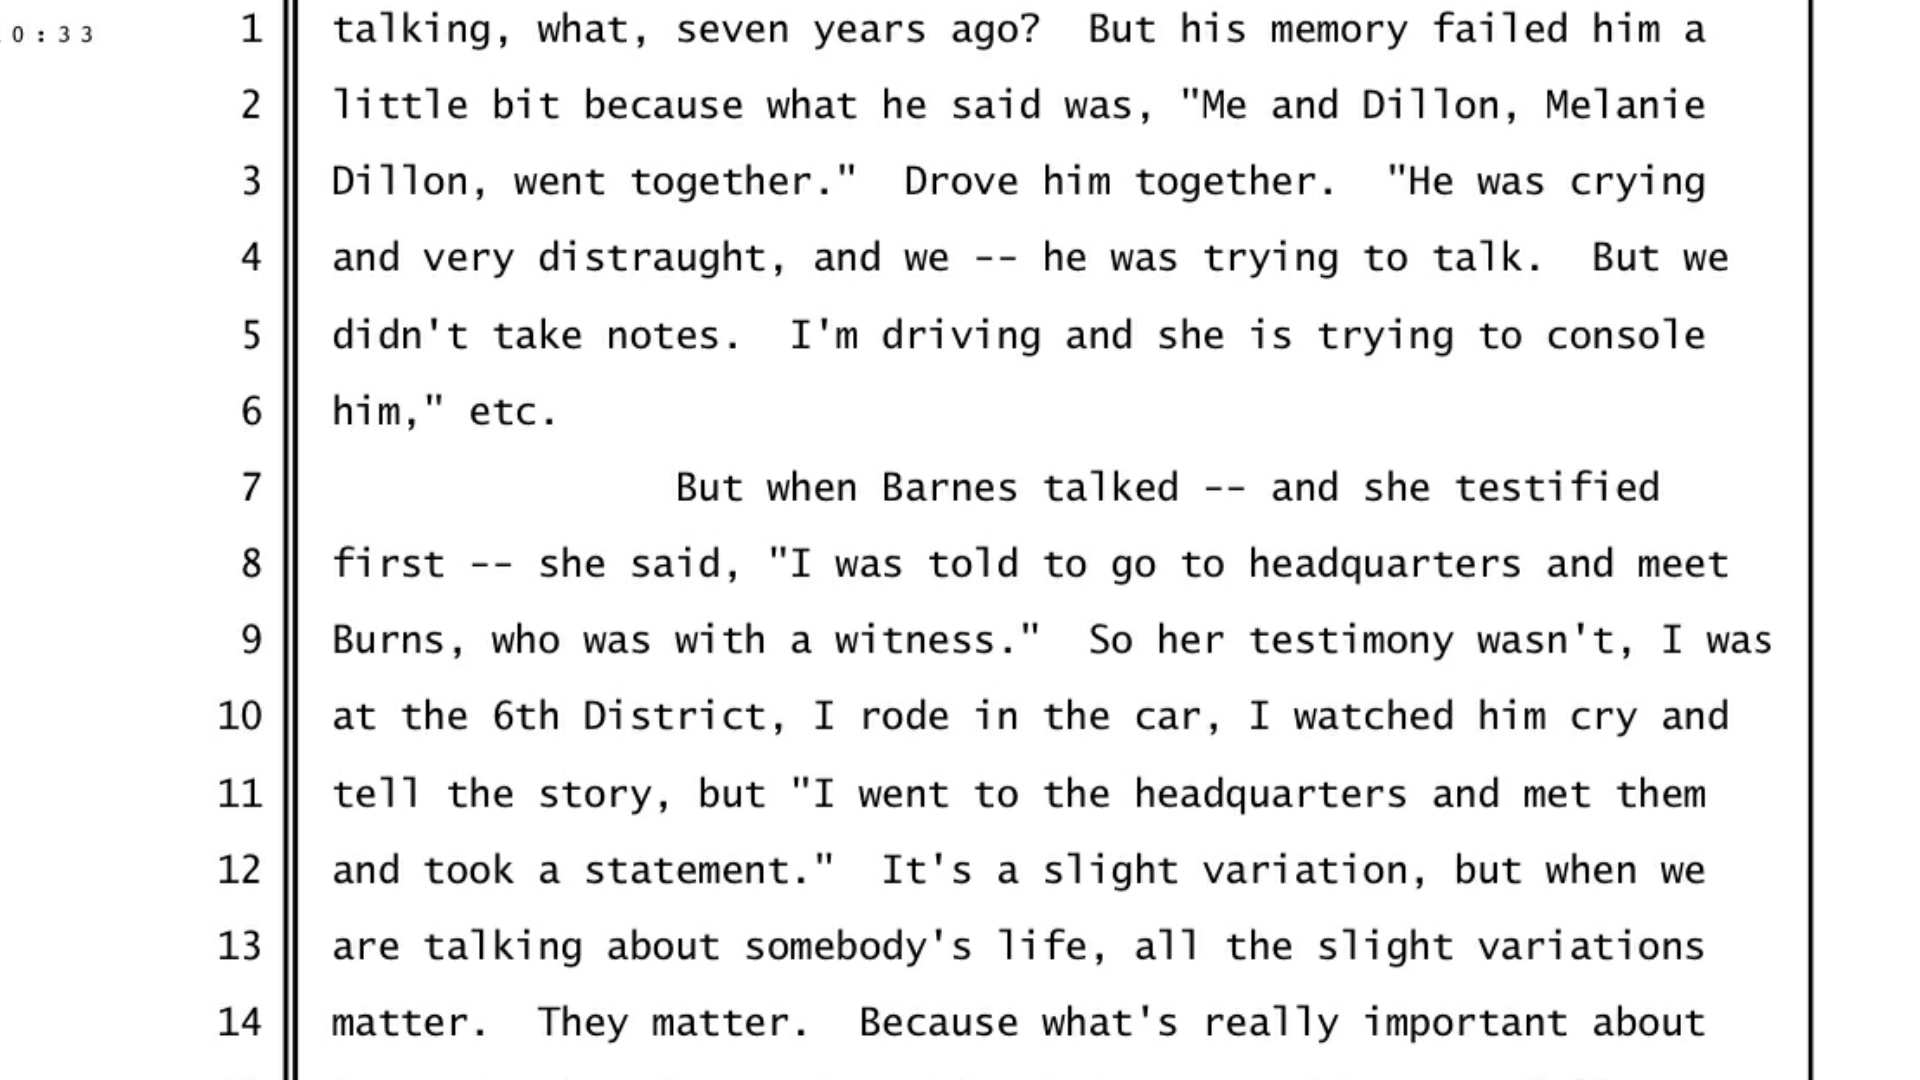 0:33
1 talking, what, seven years ago?  But his memory failed him a
2 little bit because what he said was, "Me and Dillon, Melanie
3 Dillon, went together."  Drove him together.  "He was crying
4 and very distraught, and we -- he was trying to talk.  But we
5 didn't take notes.  I'm driving and she is trying to console
6 him," etc.
7 But when Barnes talked -- and she testified
8 first -- she said, "I was told to go to headquarters and meet
9 Burns, who was with a witness."  So her testimony wasn't, I was
10 at the 6th District, I rode in the car, I watched him cry and
11 tell the story, but "I went to the headquarters and met them
12 and took a statement."  It's a slight variation, but when we
13 are talking about somebody's life, all the slight variations
14 matter.  They matter.  Because what's really important about